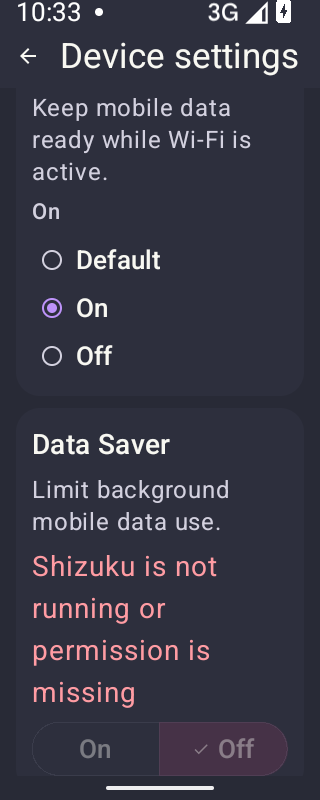 10:33
3G
Device settings
Keep mobile data
ready while Wi-Fi is
active.
On
Default
On
Off
Data Saver
Limit background
mobile data use.
Shizuku is not
running or
permission is
missing
On
Off